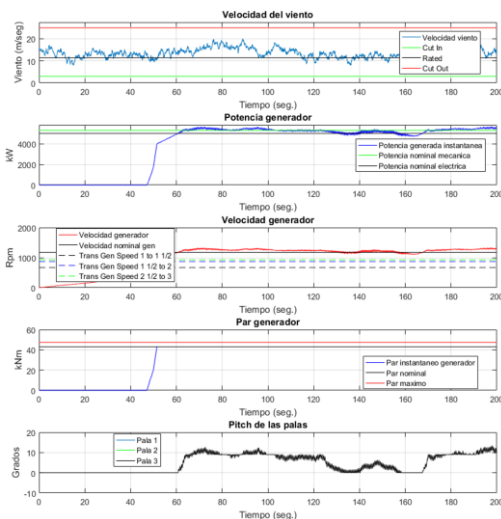 Velocidad del viento
Viento (m/seg)
20
10
0
Velocidad viento
Cut In
Rated
Cut Out
0 20 40 60 80 100 120 140 160 180 200
Tiempo (seg.)
Potencia generador
kW
4000
2000
0
Potencia generada instantanea
Potencia nominal mecanica
Potencia nominal electrica
0 20 40 60 80 100 120 140 160 180 200
Tiempo (seg.)
Velocidad generador
Rpm
2000
1000
0
Velocidad generador
Velocidad nominal gen
Trans Gen Speed 1 to 1 1/2
Trans Gen Speed 1 1/2 to 2
Trans Gen Speed 2 1/2 to 3
0 20 40 60 80 100 120 140 160 180 200
Tiempo (seg.)
Par generador
kNm
60
40
20
0
Par instantaneo generador
Par nominal
Par maximo
0 20 40 60 80 100 120 140 160 180 200
Tiempo (seg.)
Pitch de las palas
Grados
20
10
0
-10
Pala 1
Pala 2
Pala 3
0 20 40 60 80 100 120 140 160 180 200
Tiempo (seg.)